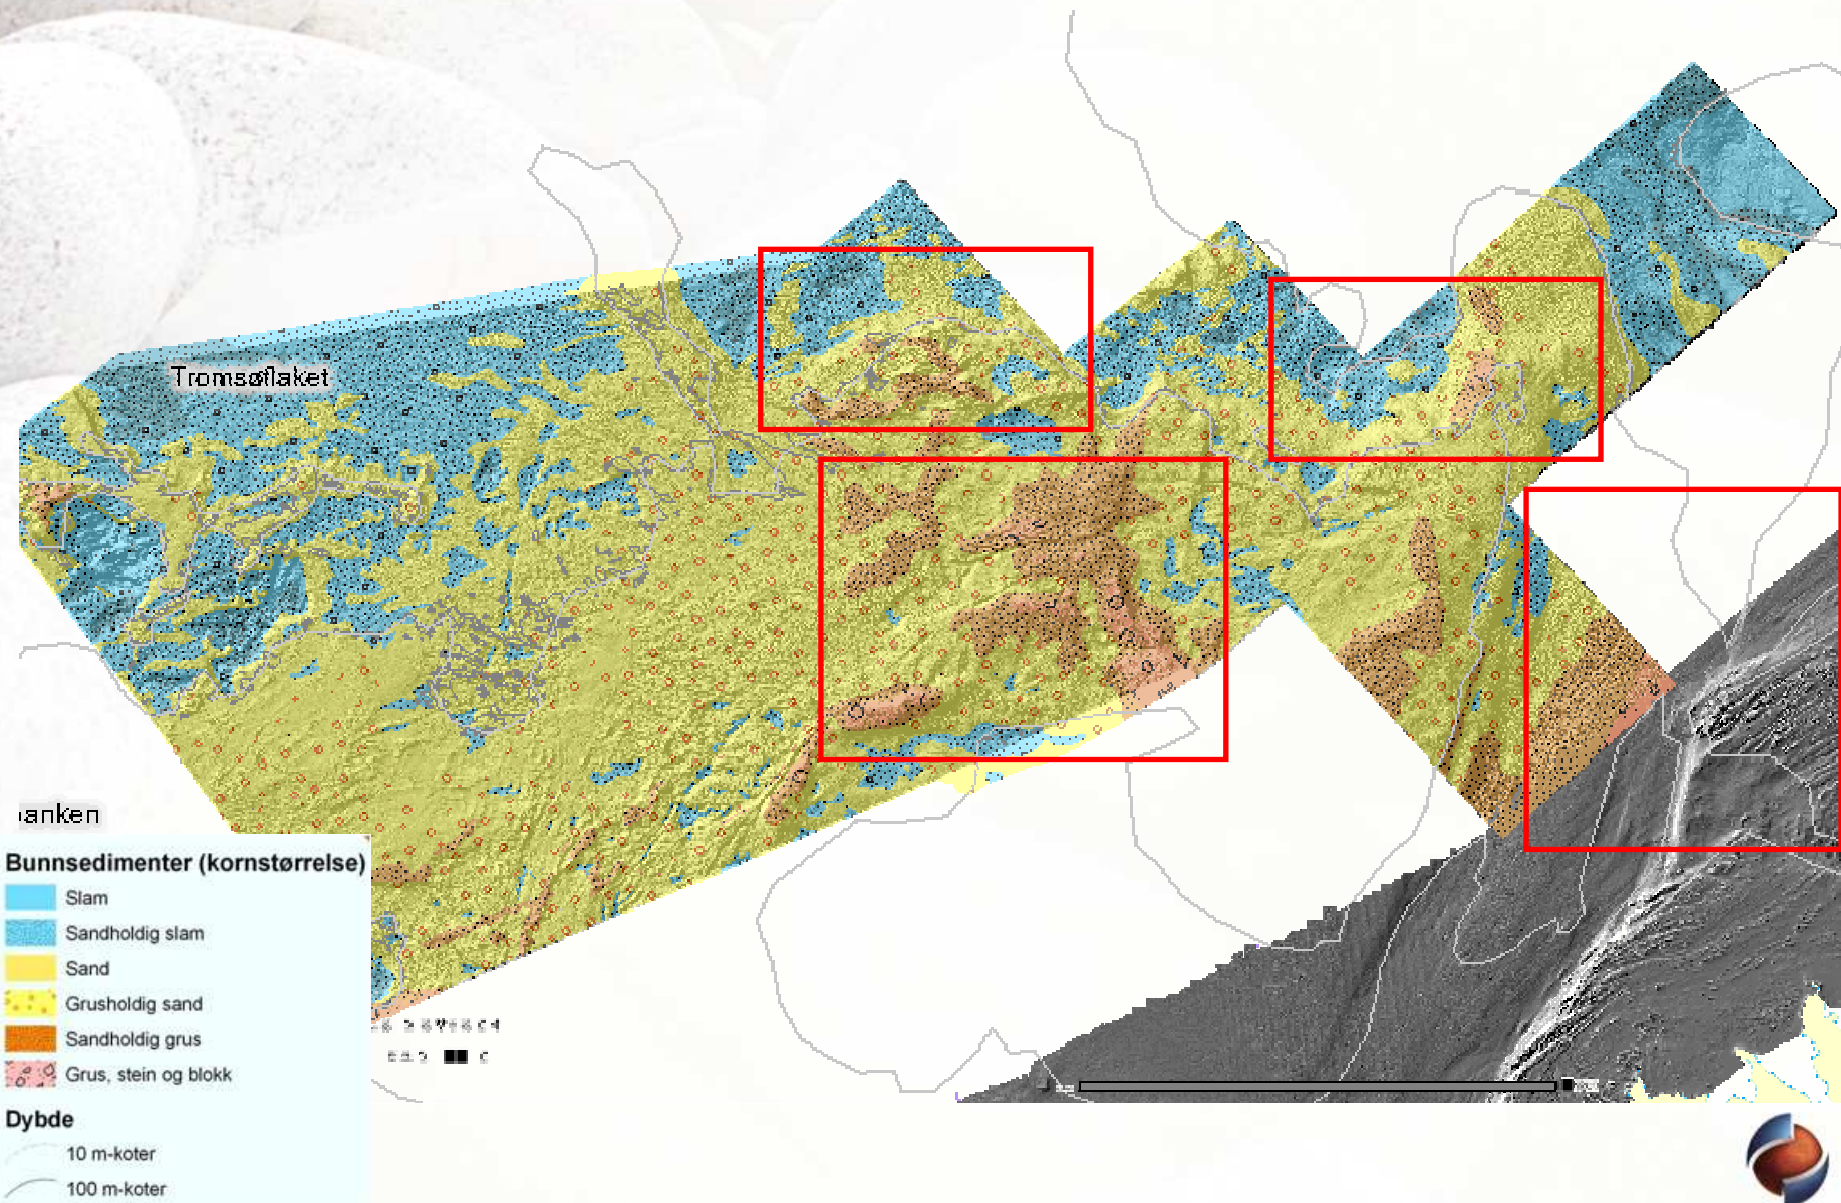 Tromsøflaket
anken
Bunnsedimenter (kornstørrelse)
Slam
Sandholdig slam
Sand
Grusholdig sand
Sandholdig grus
Grus, stein og blokk
Dybde
10 m-koter
100 m-koter